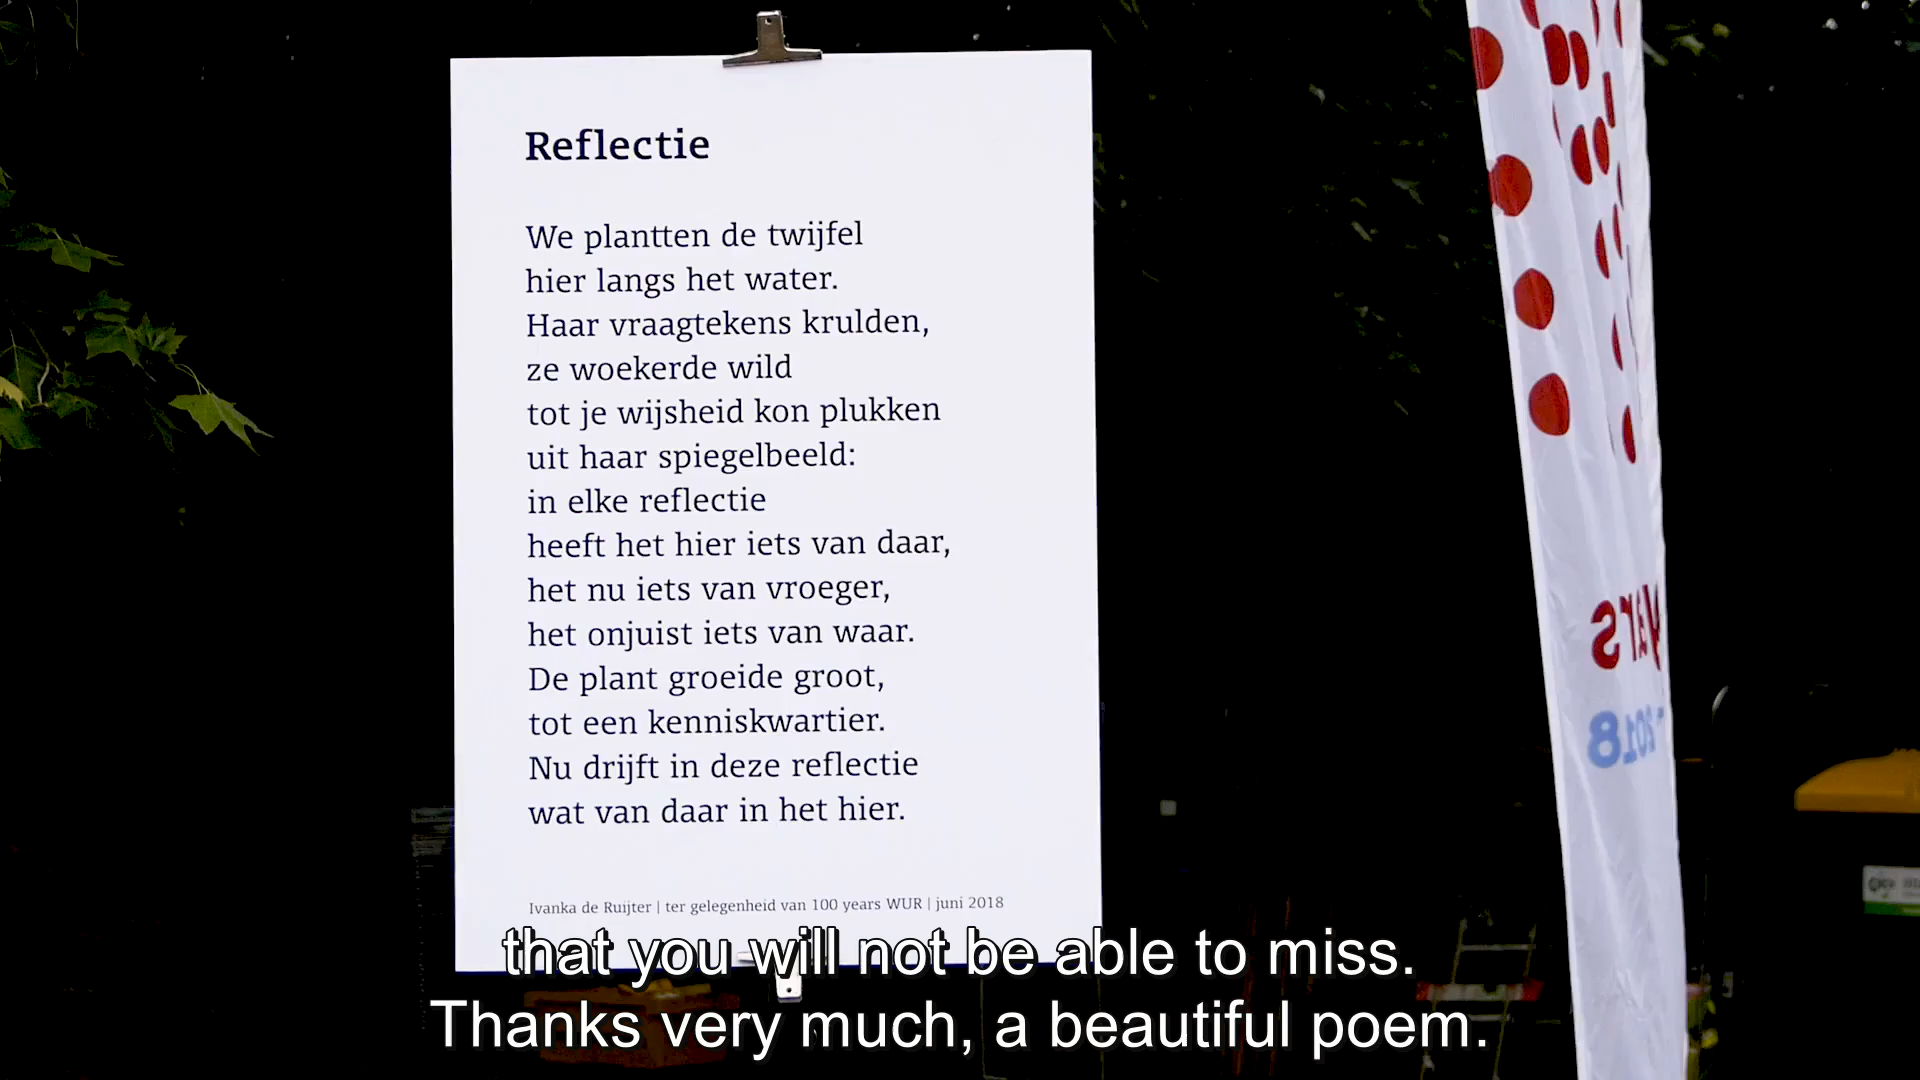 Reflectie
We plantten de twijfel
hier langs het water.
Haar vraagtekens krulden,
ze woekerde wild
tot je wijsheid kon plukken
uit haar spiegelbeeld:
in elke reflectie
heeft het hier iets van daar,
het nu iets van vroeger,
het onjuist iets van waar.
De plant groeide groot,
tot een kenniskwartier.
Nu drijft in deze reflectie
wat van daar in het hier.
Ivanka de Ruijter | ter gelegenheid van 100 years WUR | juni 2018
that you will not be able to miss.
Thanks very much, a beautiful poem.
years
2018